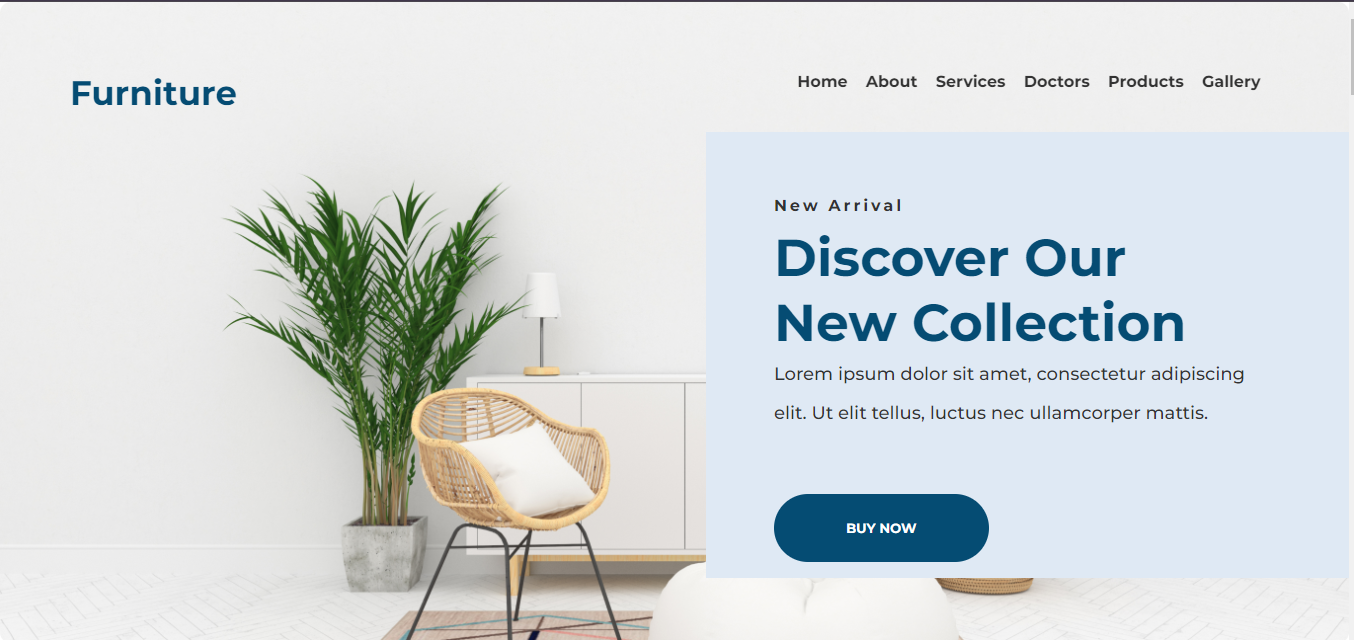 Furniture
Home About Services Doctors Products Gallery
New Arrival
Discover Our
New Collection
Lorem ipsum dolor sit amet, consectetur adipiscing
elit. Ut elit tellus, luctus nec ullamcorper mattis.
BUY NOW